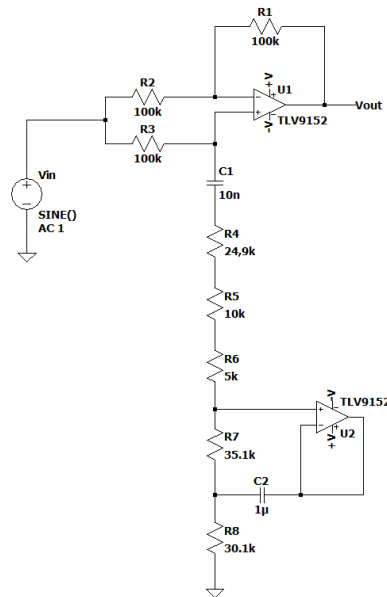 R1
100k
+V
U1
R2
100k
Vout
-V
TLV9152
R3
100k
C1
10n
Vin
SINE()
AC 1
R4
24,9k
R5
10k
R6
5k
-V
TLV9152
+V
U2
R7
35.1k
C2
1µ
R8
30.1k